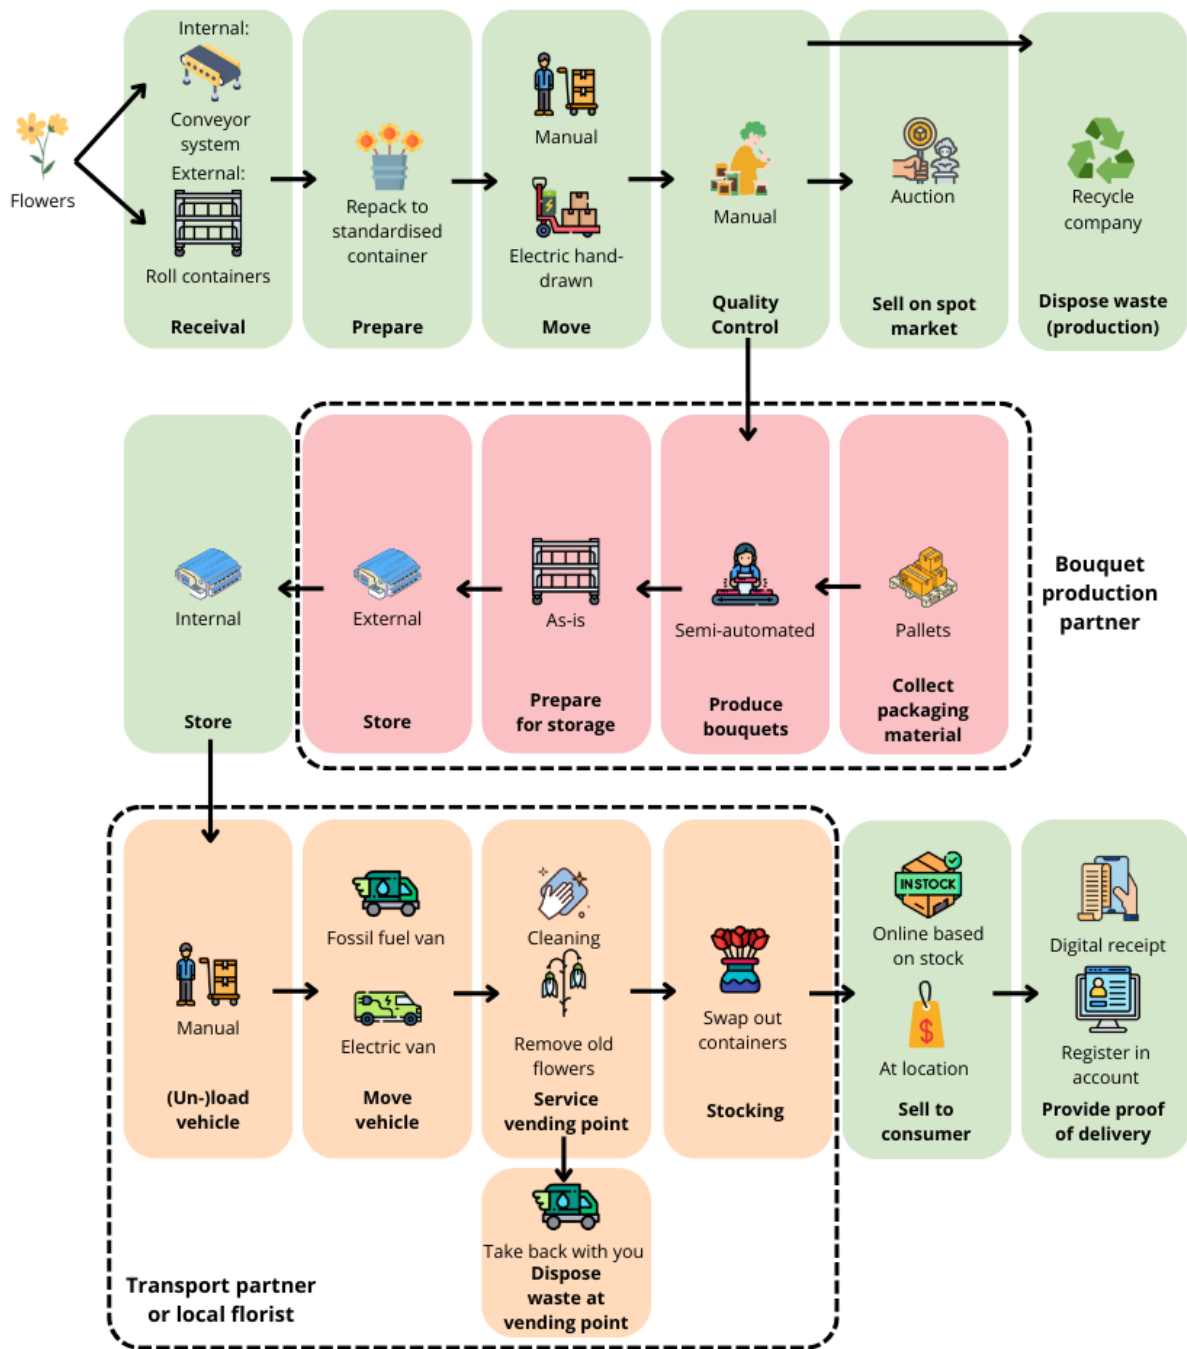 Flowers
Internal:
Conveyor
system
External:
Roll containers
Receival
Repack to
standardised
container
Prepare
Manual
Electric hand-
drawn
Move
Manual
Quality
Control
Auction
Sell on spot
market
Recycle
company
Dispose waste
(production)
Internal
Store
External
Store
As-is
Prepare
for storage
Semi-automated
Produce
bouquets
Pallets
Collect
packaging
material
Bouquet
production
partner
Manual
(Un-)load
vehicle
Fossil fuel van
Electric van
Move
vehicle
Cleaning
Remove old
flowers
Service
vending point
Swap out
containers
Stocking
IN STOCK
Online based
on stock
$
At location
Sell to
consumer
Digital receipt
Register in
account
Provide proof
of delivery
Take back with you
Dispose
waste at
vending point
Transport partner
or local florist